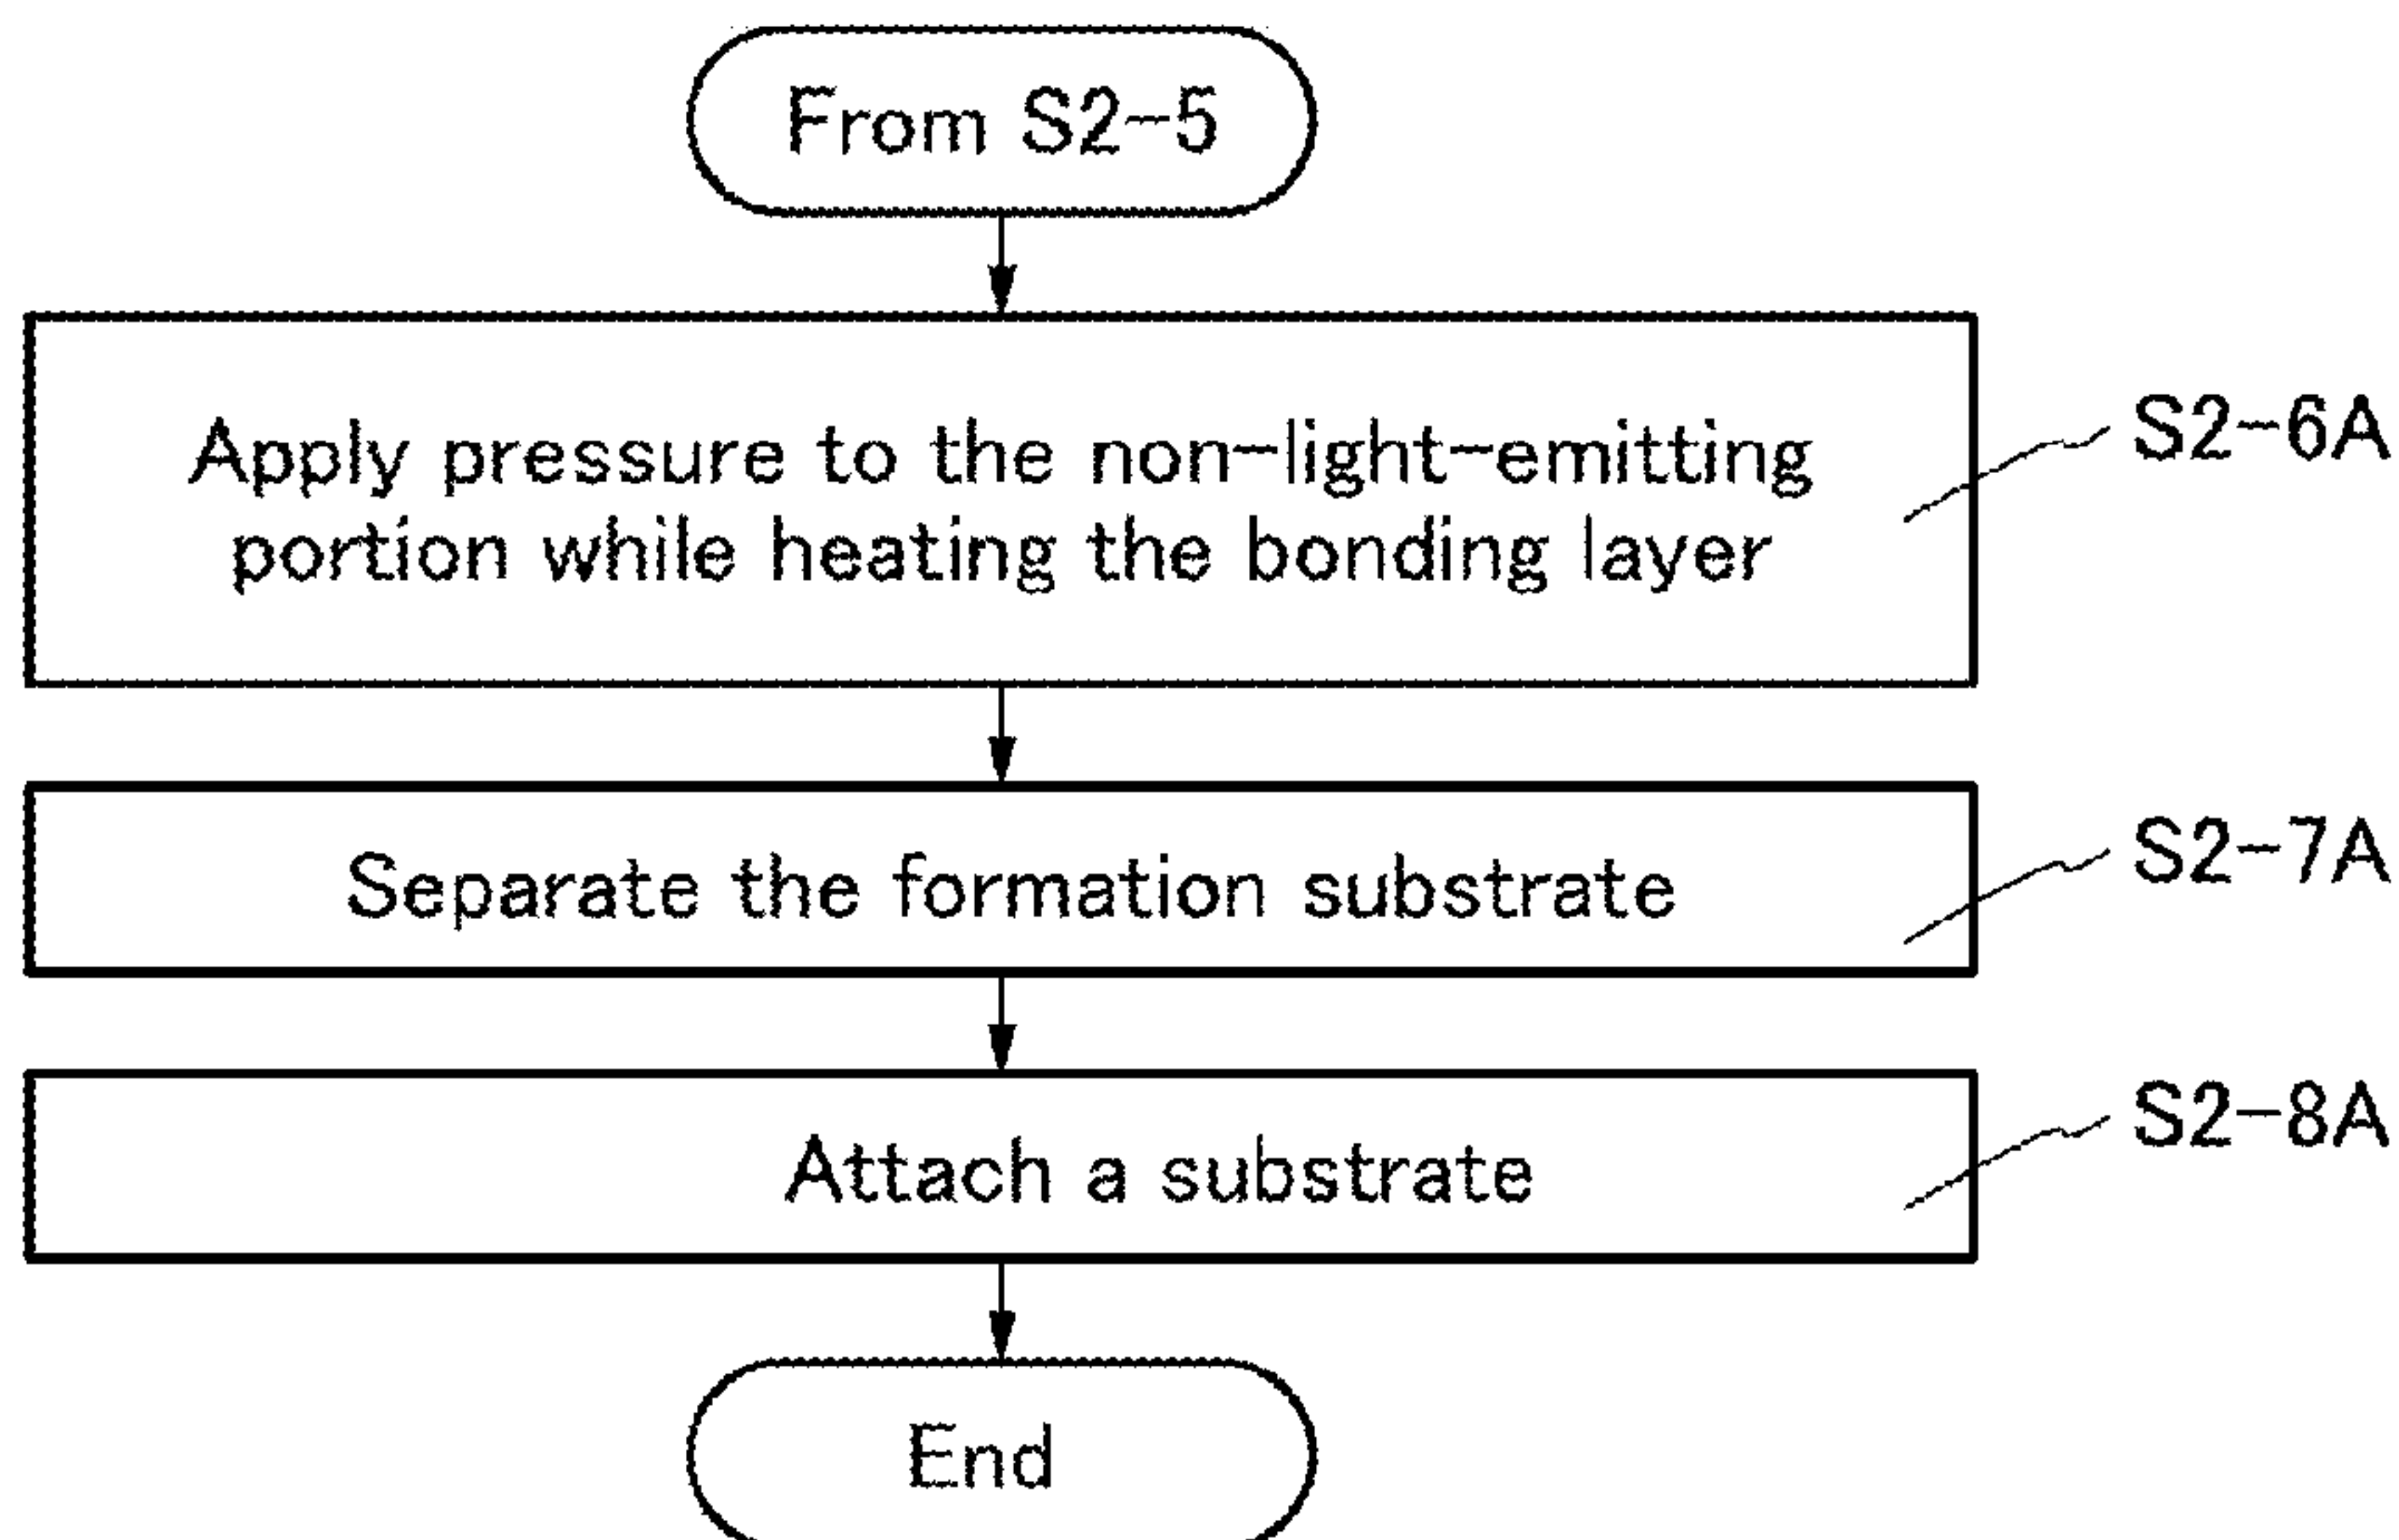 From S2-5
Apply pressure to the non-light-emitting
portion while heating the bonding layer
S2-6A
Separate the formation substrate
S2-7A
Attach a substrate
S2-8A
End